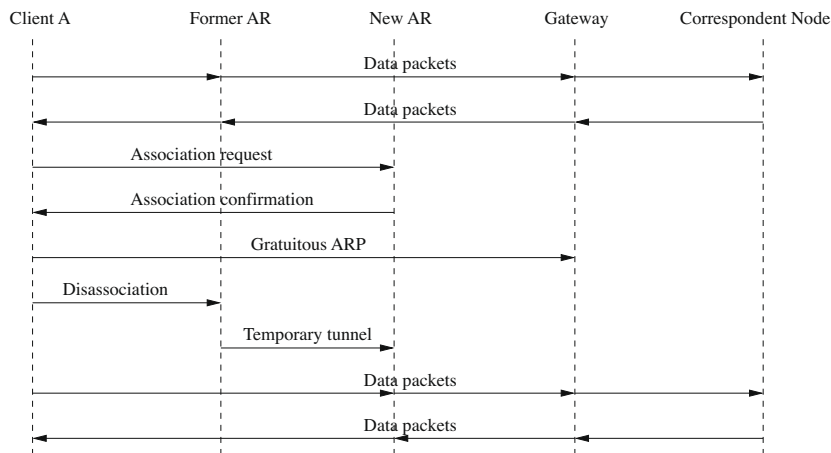 Client A
Former AR
New AR
Gateway
Correspondent Node
Data packets
Data packets
Association request
Association confirmation
Gratuitous ARP
Disassociation
Temporary tunnel
Data packets
Data packets